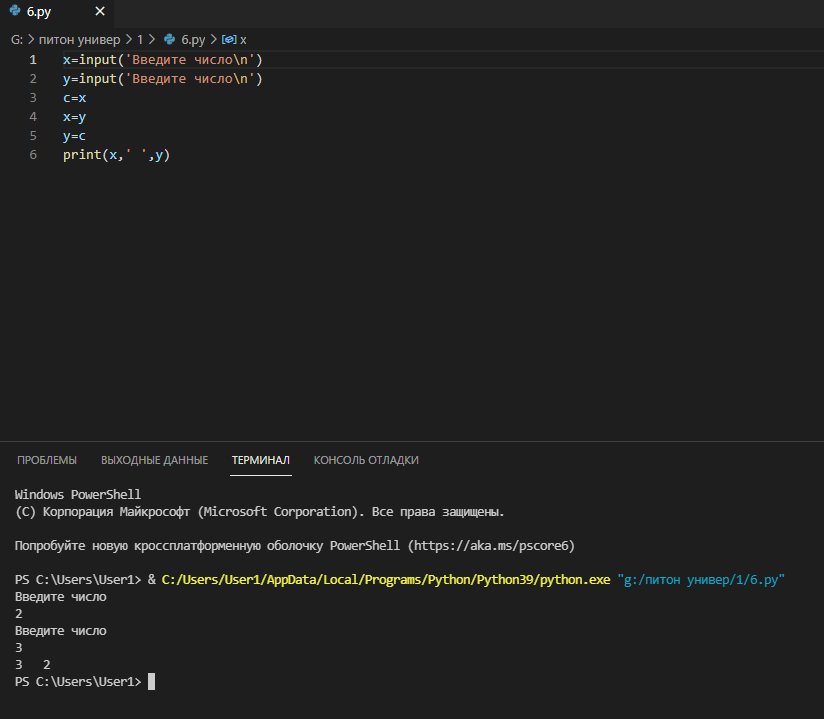 6.py ×
G: > питон универ > 1 > 6.py > x
1 x=input('Введите число\n')
2 y=input('Введите число\n')
3 c=x
4 x=y
5 y=c
6 print(x,' ',y)
ПРОБЛЕМЫ ВЫХОДНЫЕ ДАННЫЕ ТЕРМИНАЛ КОНСОЛЬ ОТЛАДКИ
Windows PowerShell
(C) Корпорация Майкрософт (Microsoft Corporation). Все права защищены.
Попробуйте новую кроссплатформенную оболочку PowerShell (https://aka.ms/pscore6)
PS C:\Users\User1> & C:/Users/User1/AppData/Local/Programs/Python/Python39/python.exe "g:/питон универ/1/6.py"
Введите число
2
Введите число
3
3   2
PS C:\Users\User1>